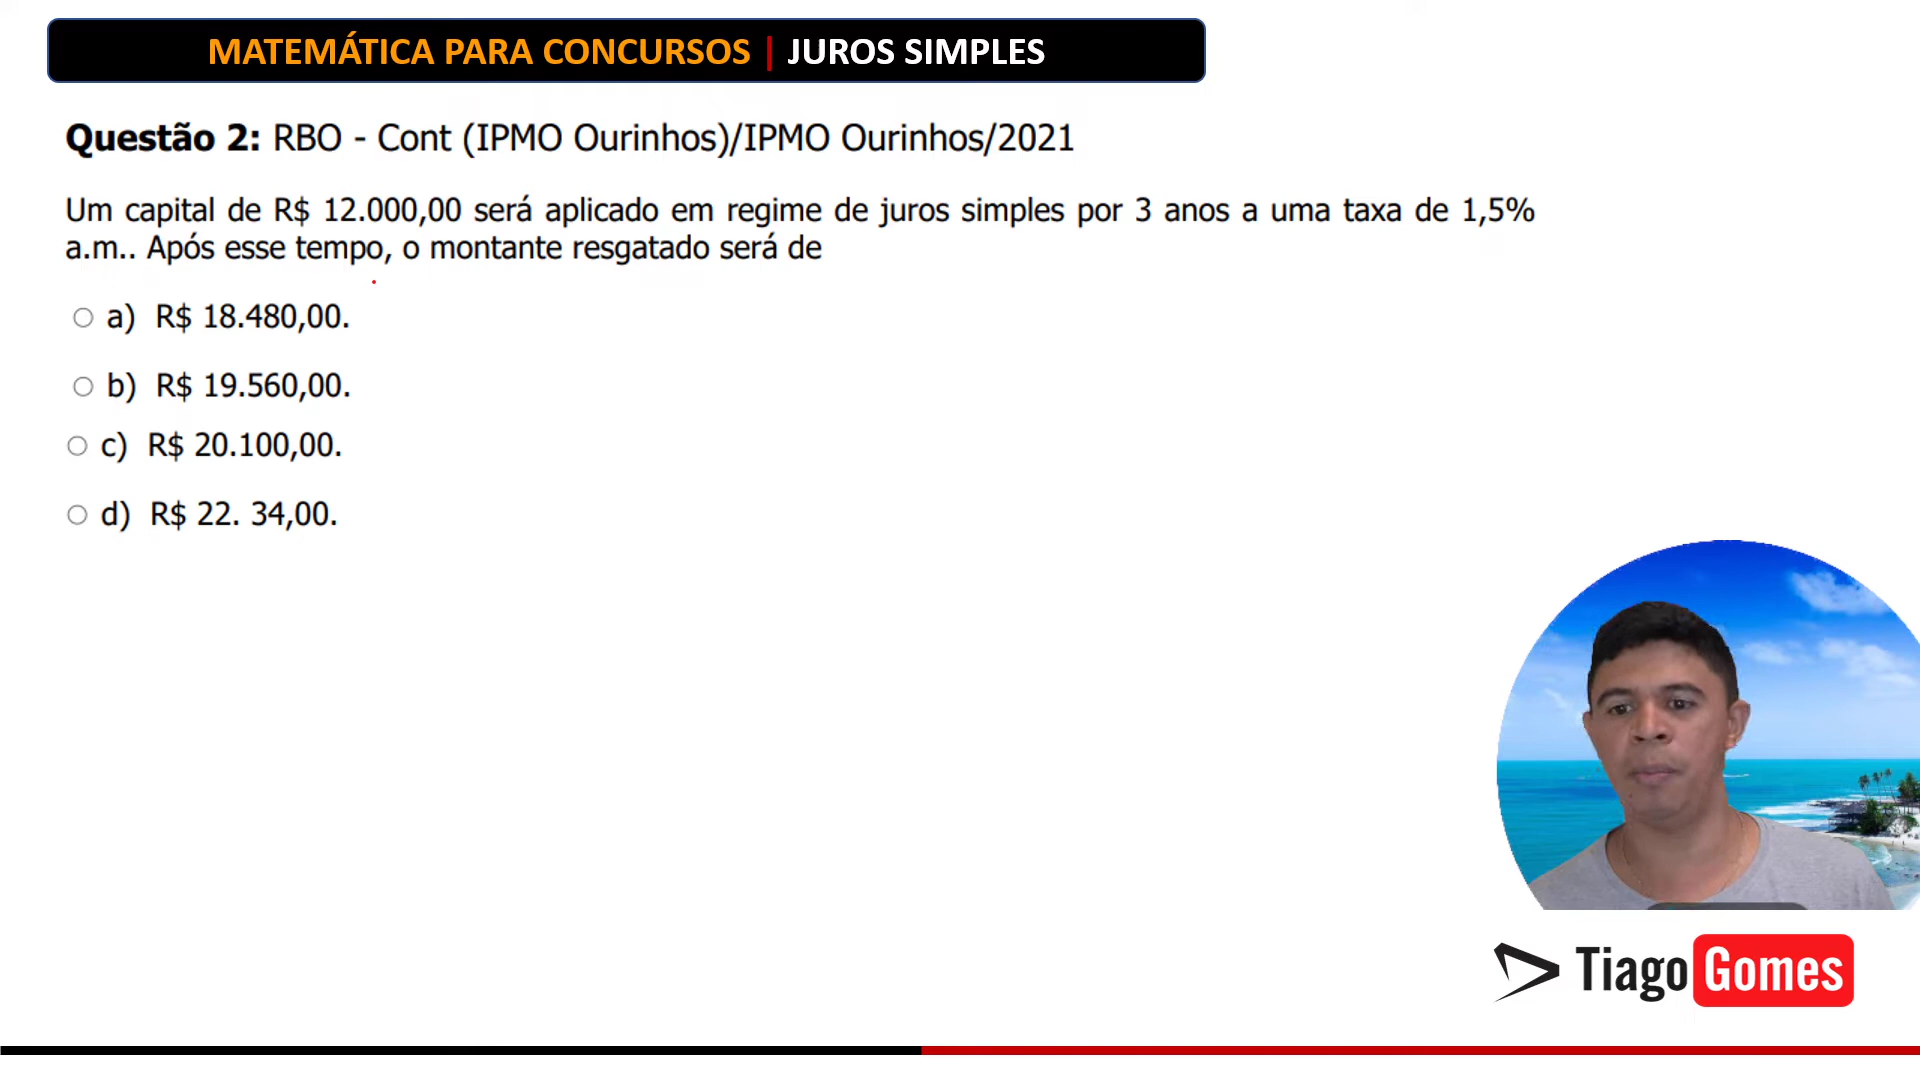 MATEMÁTICA PARA CONCURSOS | JUROS SIMPLES
Questão 2: RBO - Cont (IPMO Ourinhos)/IPMO Ourinhos/2021
Um capital de R$ 12.000,00 será aplicado em regime de juros simples por 3 anos a uma taxa de 1,5%
a.m.. Após esse tempo, o montante resgatado será de
a) R$ 18.480,00.
b) R$ 19.560,00.
c) R$ 20.100,00.
d) R$ 22. 34,00.
Tiago Gomes